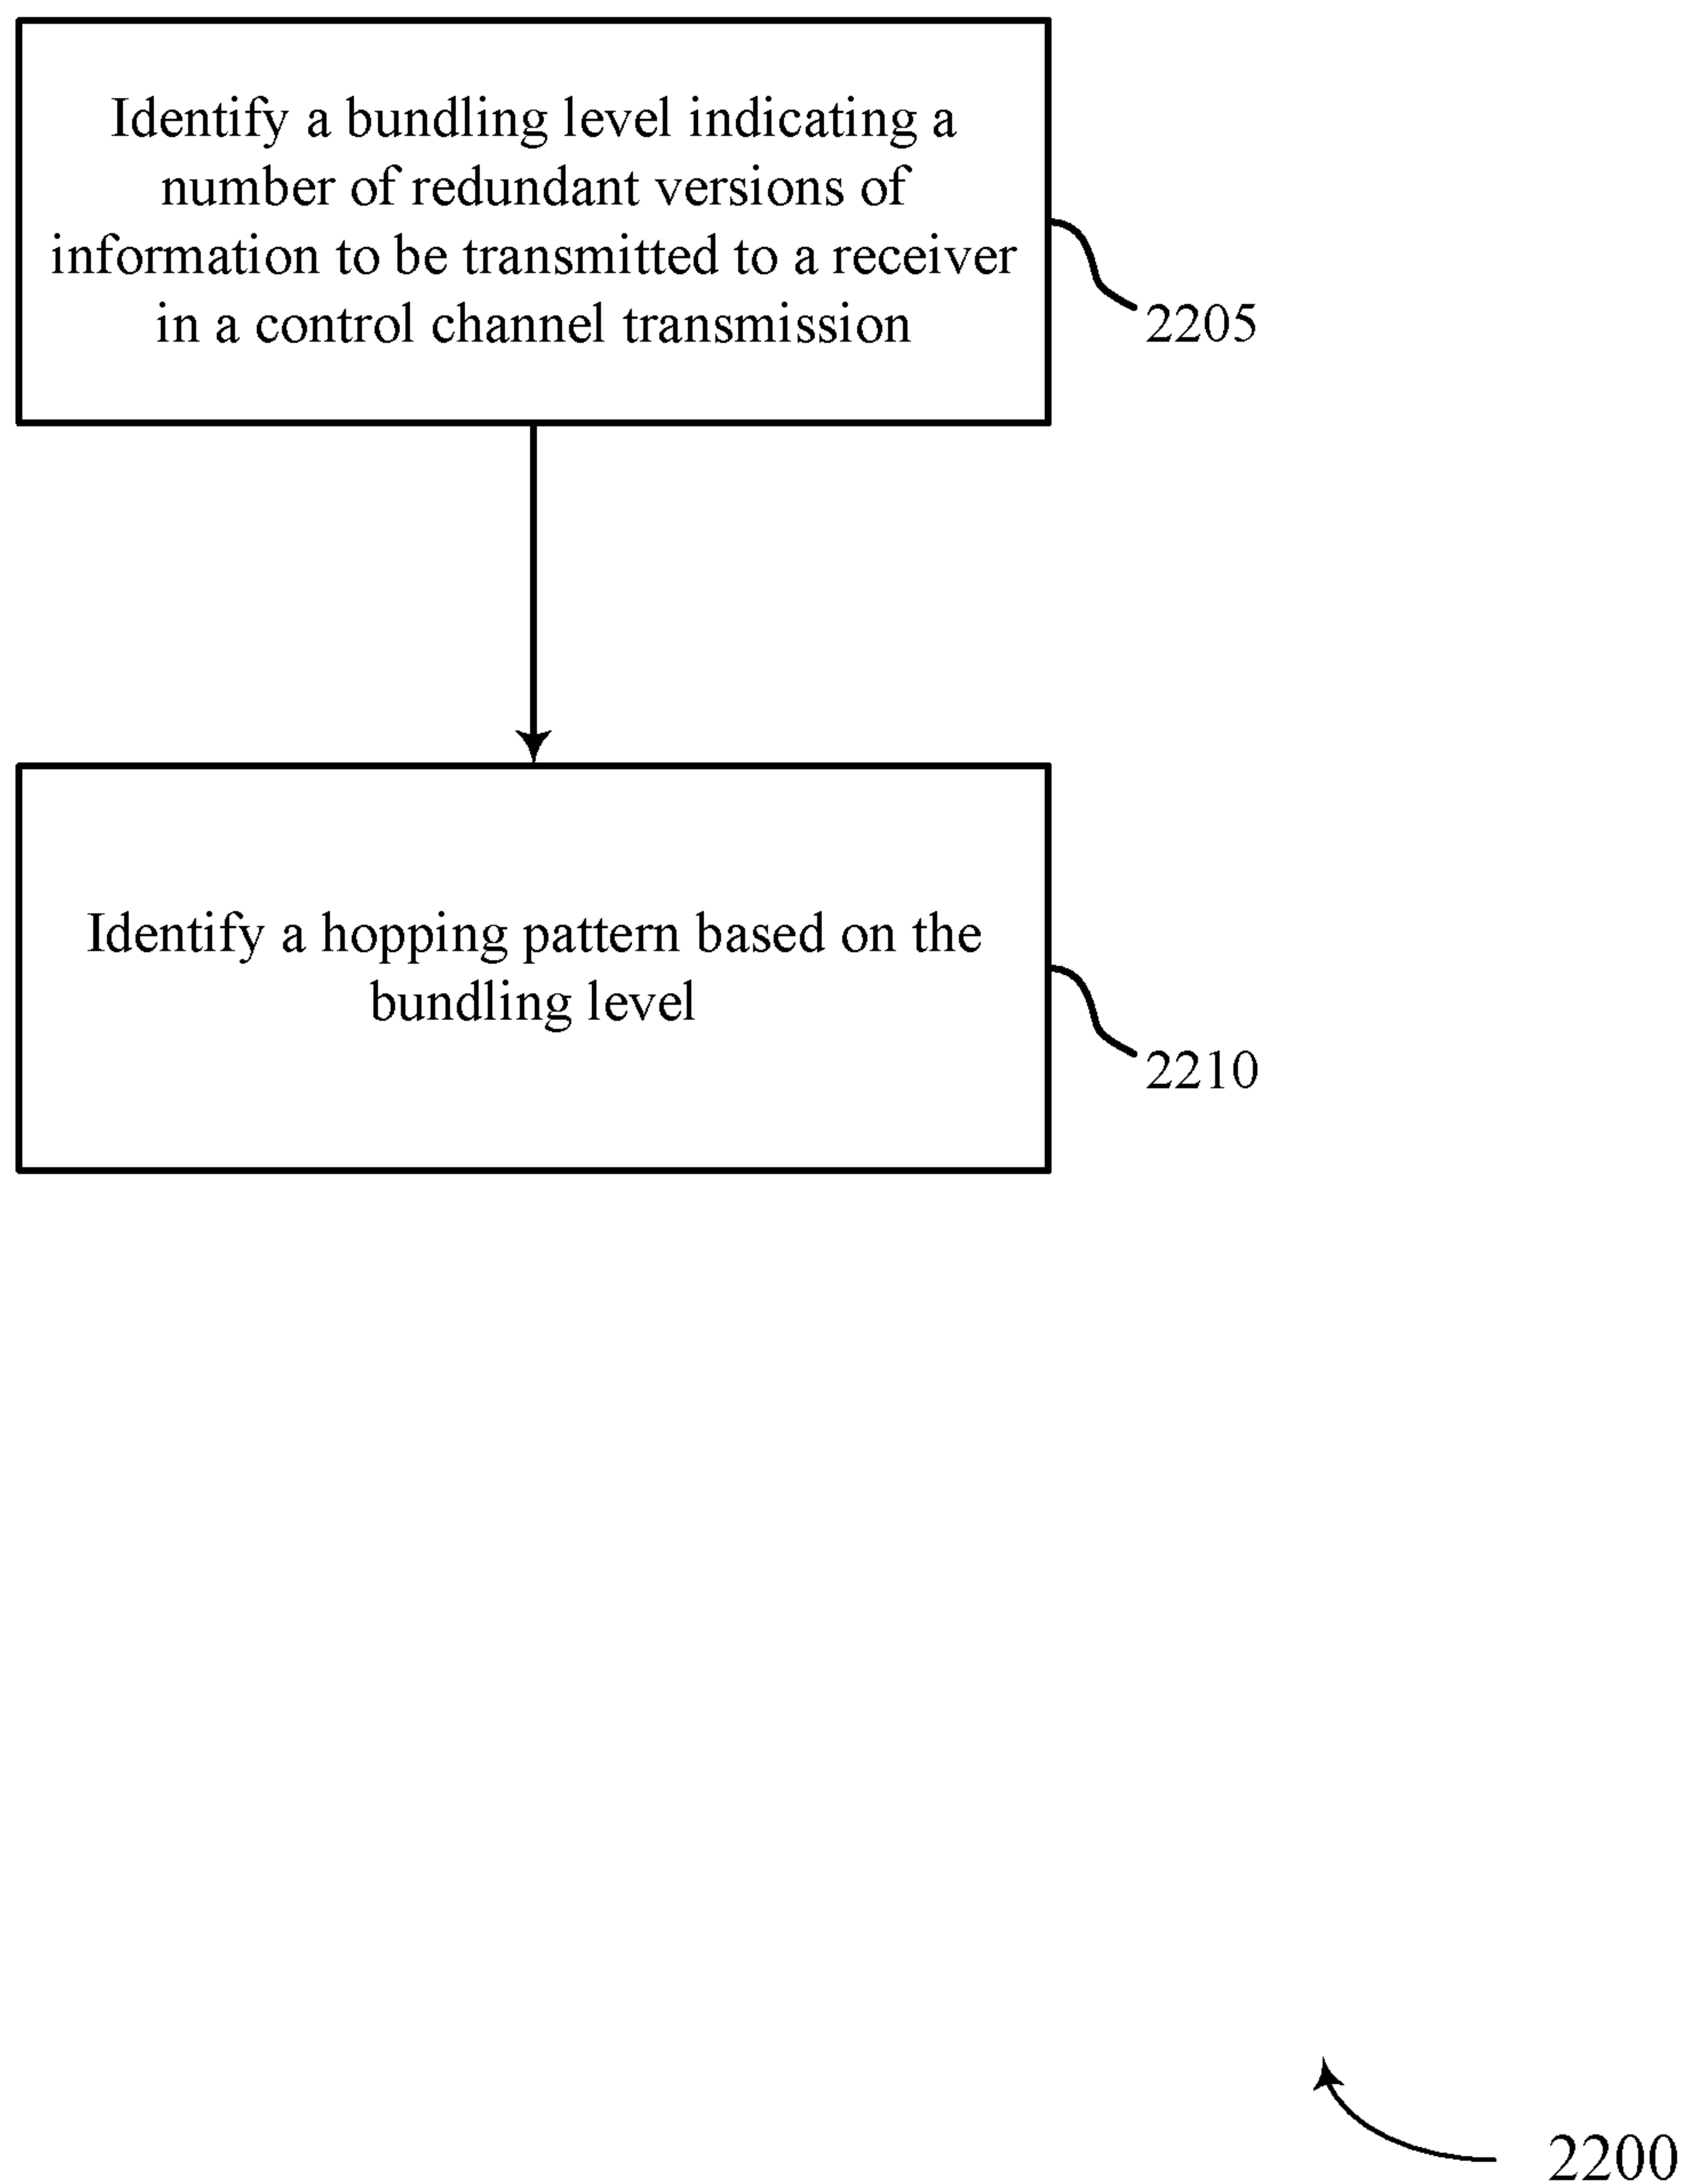 Identify a bundling level indicating a
number of redundant versions of
information to be transmitted to a receiver
in a control channel transmission
2205
Identify a hopping pattern based on the
bundling level
2210
2200